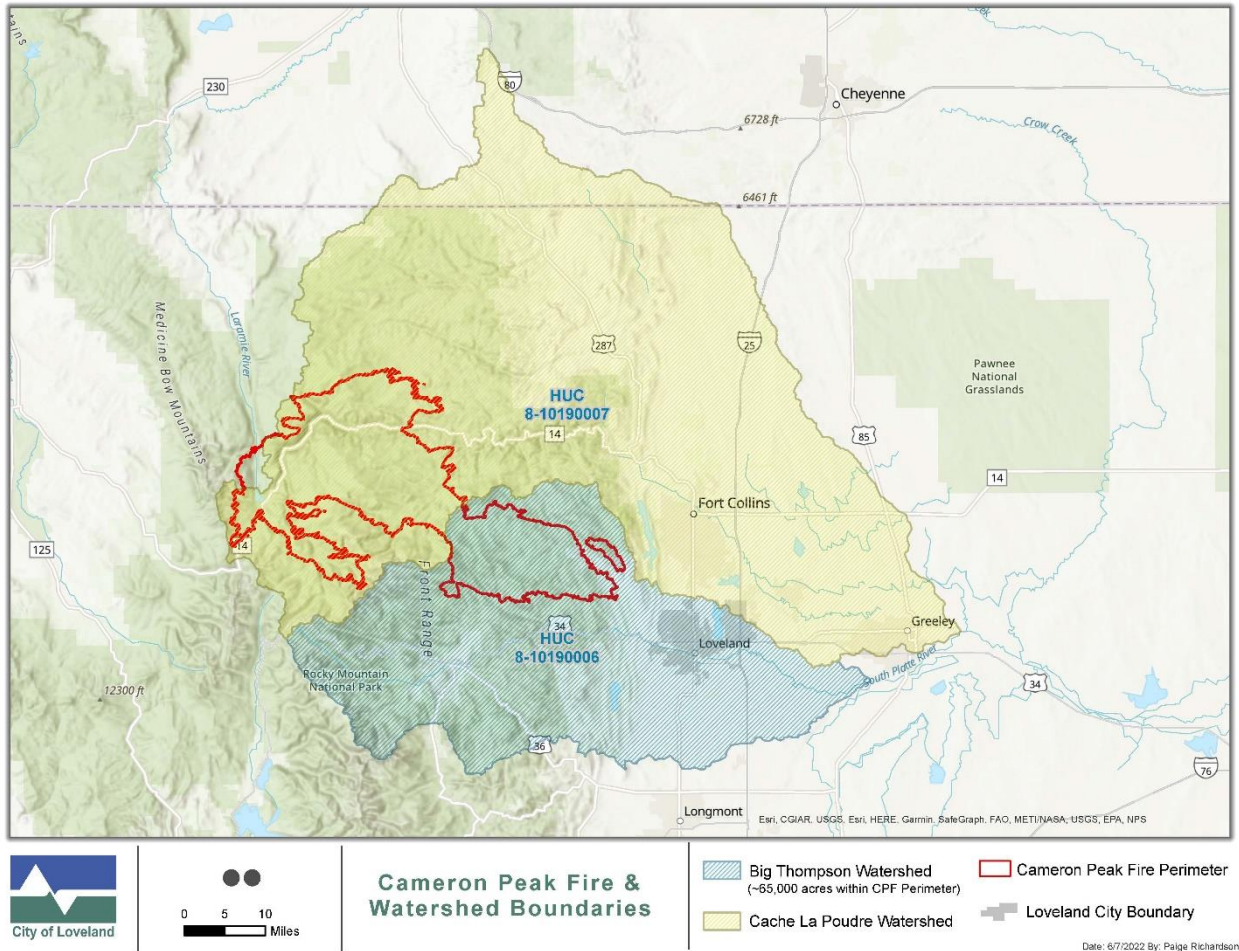 ntains
230
80
Cheyenne
6728 ft
Crow Creek
6461 ft
Medicine Bow Mountains
Laramie River
287
25
Pawnee
National
Grasslands
HUC
8-10190007
14
85
14
Fort Collins
125
14
Front Range
34
HUC
8-10190006
Loveland
Greeley
South Platte River
Rocky Mountain
National Park
12300 ft
34
36
76
Longmont
Esri, CGIAR, USGS, Esri, HERE, Garmin, SafeGraph, FAO, METI/NASA, USGS, EPA, NPS
City of Loveland
0 5 10
Miles
Cameron Peak Fire &
Watershed Boundaries
Big Thompson Watershed
(~65,000 acres within CPF Perimeter)
Cache La Poudre Watershed
Cameron Peak Fire Perimeter
Loveland City Boundary
Date: 6/7/2022 By: Paige Richardson